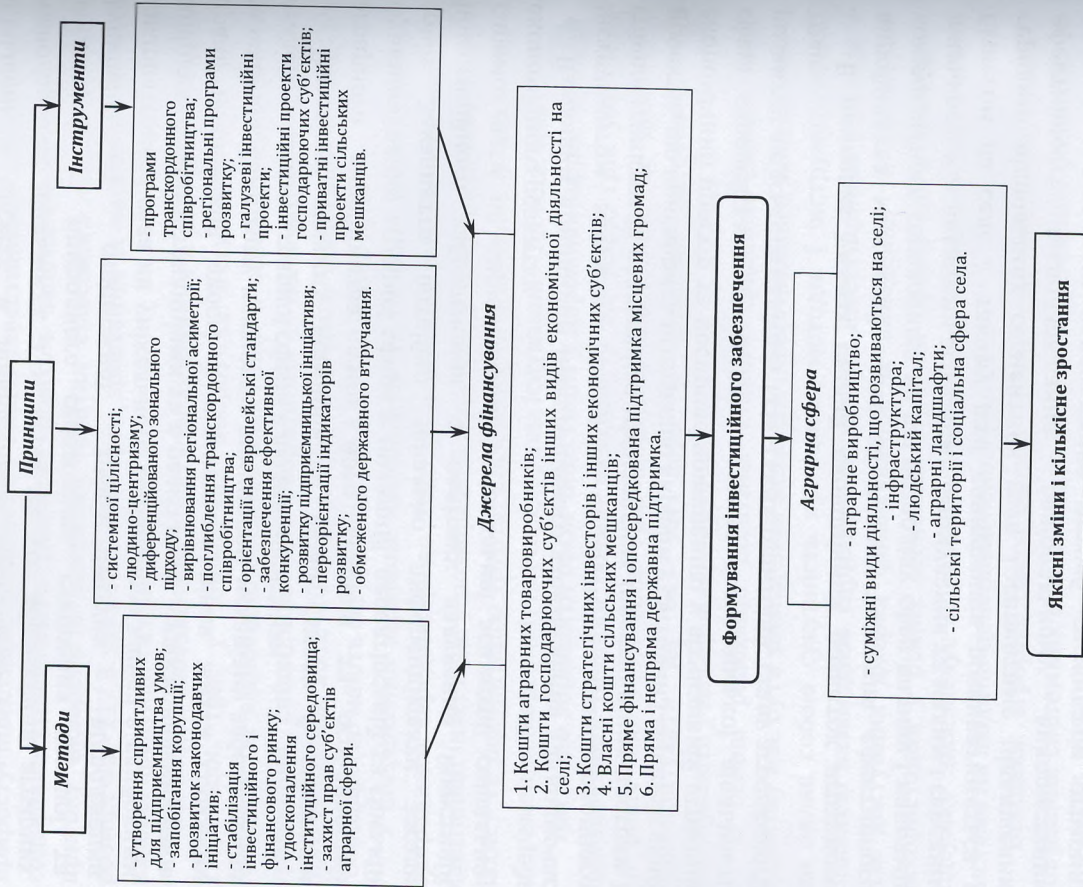 Принципи
Методи
Інструменти
- утворення сприятливих
для підприємництва умов;
- запобігання корупції;
- розвиток законодавчих
ініціатив;
- стабілізація
інвестиційного і
фінансового ринку;
- удосконалення
інституційного середовища;
- захист прав суб’єктів
аграрної сфери.
- системної цілісності;
- людино-центризму;
- диференційованого зонального
підходу;
- вирівнювання регіональної асиметрії;
- поглиблення транскордонного
співробітництва;
- орієнтації на європейські стандарти;
- забезпечення ефективної
конкуренції;
- розвитку підприємницької ініціативи;
- переорієнтації індикаторів
розвитку;
- обмеженого державного втручання.
- програми
транскордонного
співробітництва;
- регіональні програми
розвитку;
- галузеві інвестиційні
проекти;
- інвестиційні проекти
господарюючих суб’єктів;
- приватні інвестиційні
проекти сільських
мешканців.
Джерела фінансування
1. Кошти аграрних товаровиробників;
2. Кошти господарюючих суб’єктів інших видів економічної діяльності на
селі;
3. Кошти стратегічних інвесторів і інших економічних суб’єктів;
4. Власні кошти сільських мешканців;
5. Пряме фінансування і опосередкована підтримка місцевих громад;
6. Пряма і непряма державна підтримка.
Формування інвестиційного забезпечення
Аграрна сфера
- аграрне виробництво;
- суміжні види діяльності, що розвиваються на селі;
- інфраструктура;
- людський капітал;
- аграрні ландшафти;
- сільські території і соціальна сфера села.
Якісні зміни і кількісне зростання